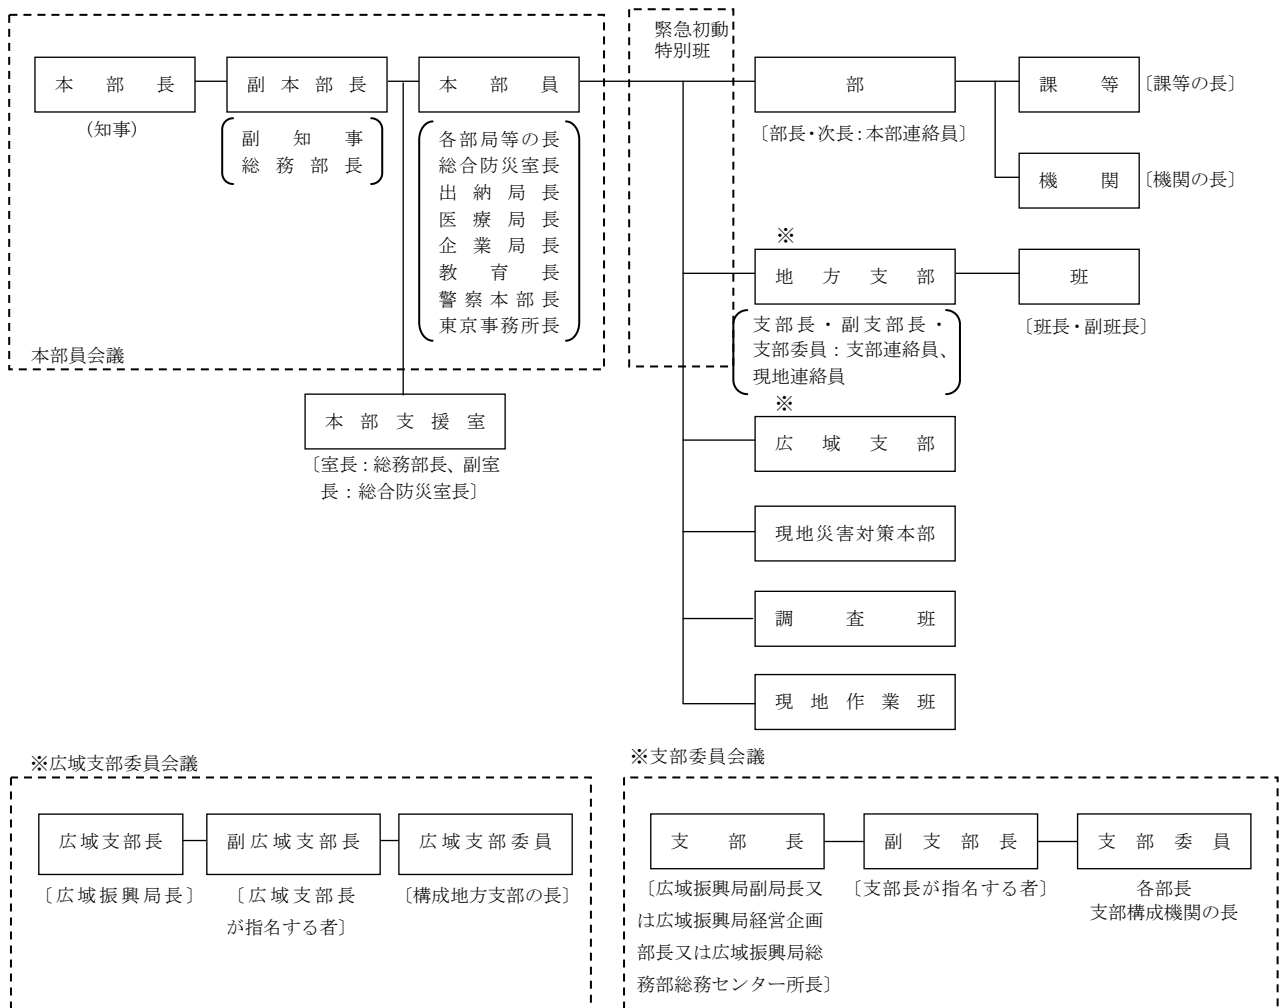 緊急初動
特別班
本部長
副本部長
本部員
部
課等
〔課等の長〕
(知事)
副知事
総務部長
各部局等の長
総合防災室長
出納局長
医療局長
企業局長
教育長
警察本部長
東京事務所長
〔部長・次長：本部連絡員〕
機関
〔機関の長〕
※
地方支部
班
支部長・副支部長・
支部委員：支部連絡員、
現地連絡員
〔班長・副班長〕
本部員会議
本部支援室
〔室長：総務部長、副室
長：総合防災室長〕
※
広域支部
現地災害対策本部
調査班
現地作業班
※広域支部委員会議
広域支部長
副広域支部長
広域支部委員
〔広域振興局長〕
〔広域支部長
が指名する者〕
〔構成地方支部の長〕
※支部委員会議
支部長
副支部長
支部委員
〔広域振興局副局長又
は広域振興局経営企画
部長又は広域振興局総
務部総務センター所長〕
〔支部長が指名する者〕
各部長
支部構成機関の長